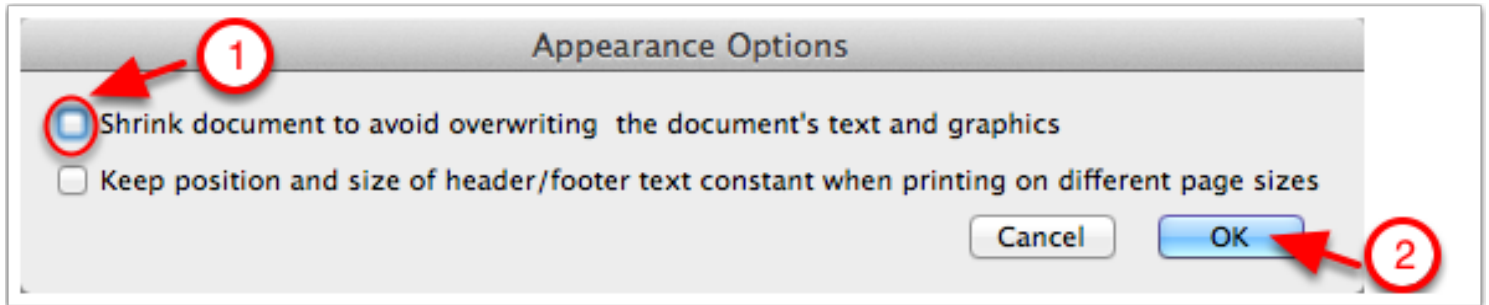 Appearance Options
1
Shrink document to avoid overwriting  the document's text and graphics
Keep position and size of header/footer text constant when printing on different page sizes
Cancel OK
2